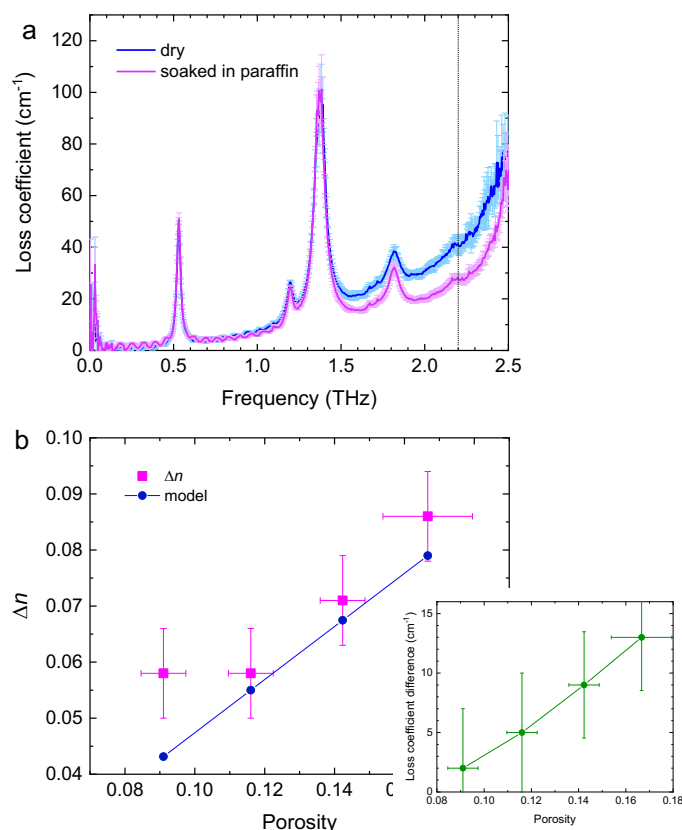 a
dry
soaked in paraffin
Loss coefficient (cm⁻¹)
120
100
80
60
40
20
0
0.0 0.5 1.0 1.5 2.0 2.5
Frequency (THz)
b
Δn
model
Δn
0.10
0.09
0.08
0.07
0.06
0.05
0.04
0.08 0.10 0.12 0.14
Porosity
Loss coefficient difference (cm⁻¹)
15
10
5
0
0.08 0.10 0.12 0.14 0.16 0.18
Porosity